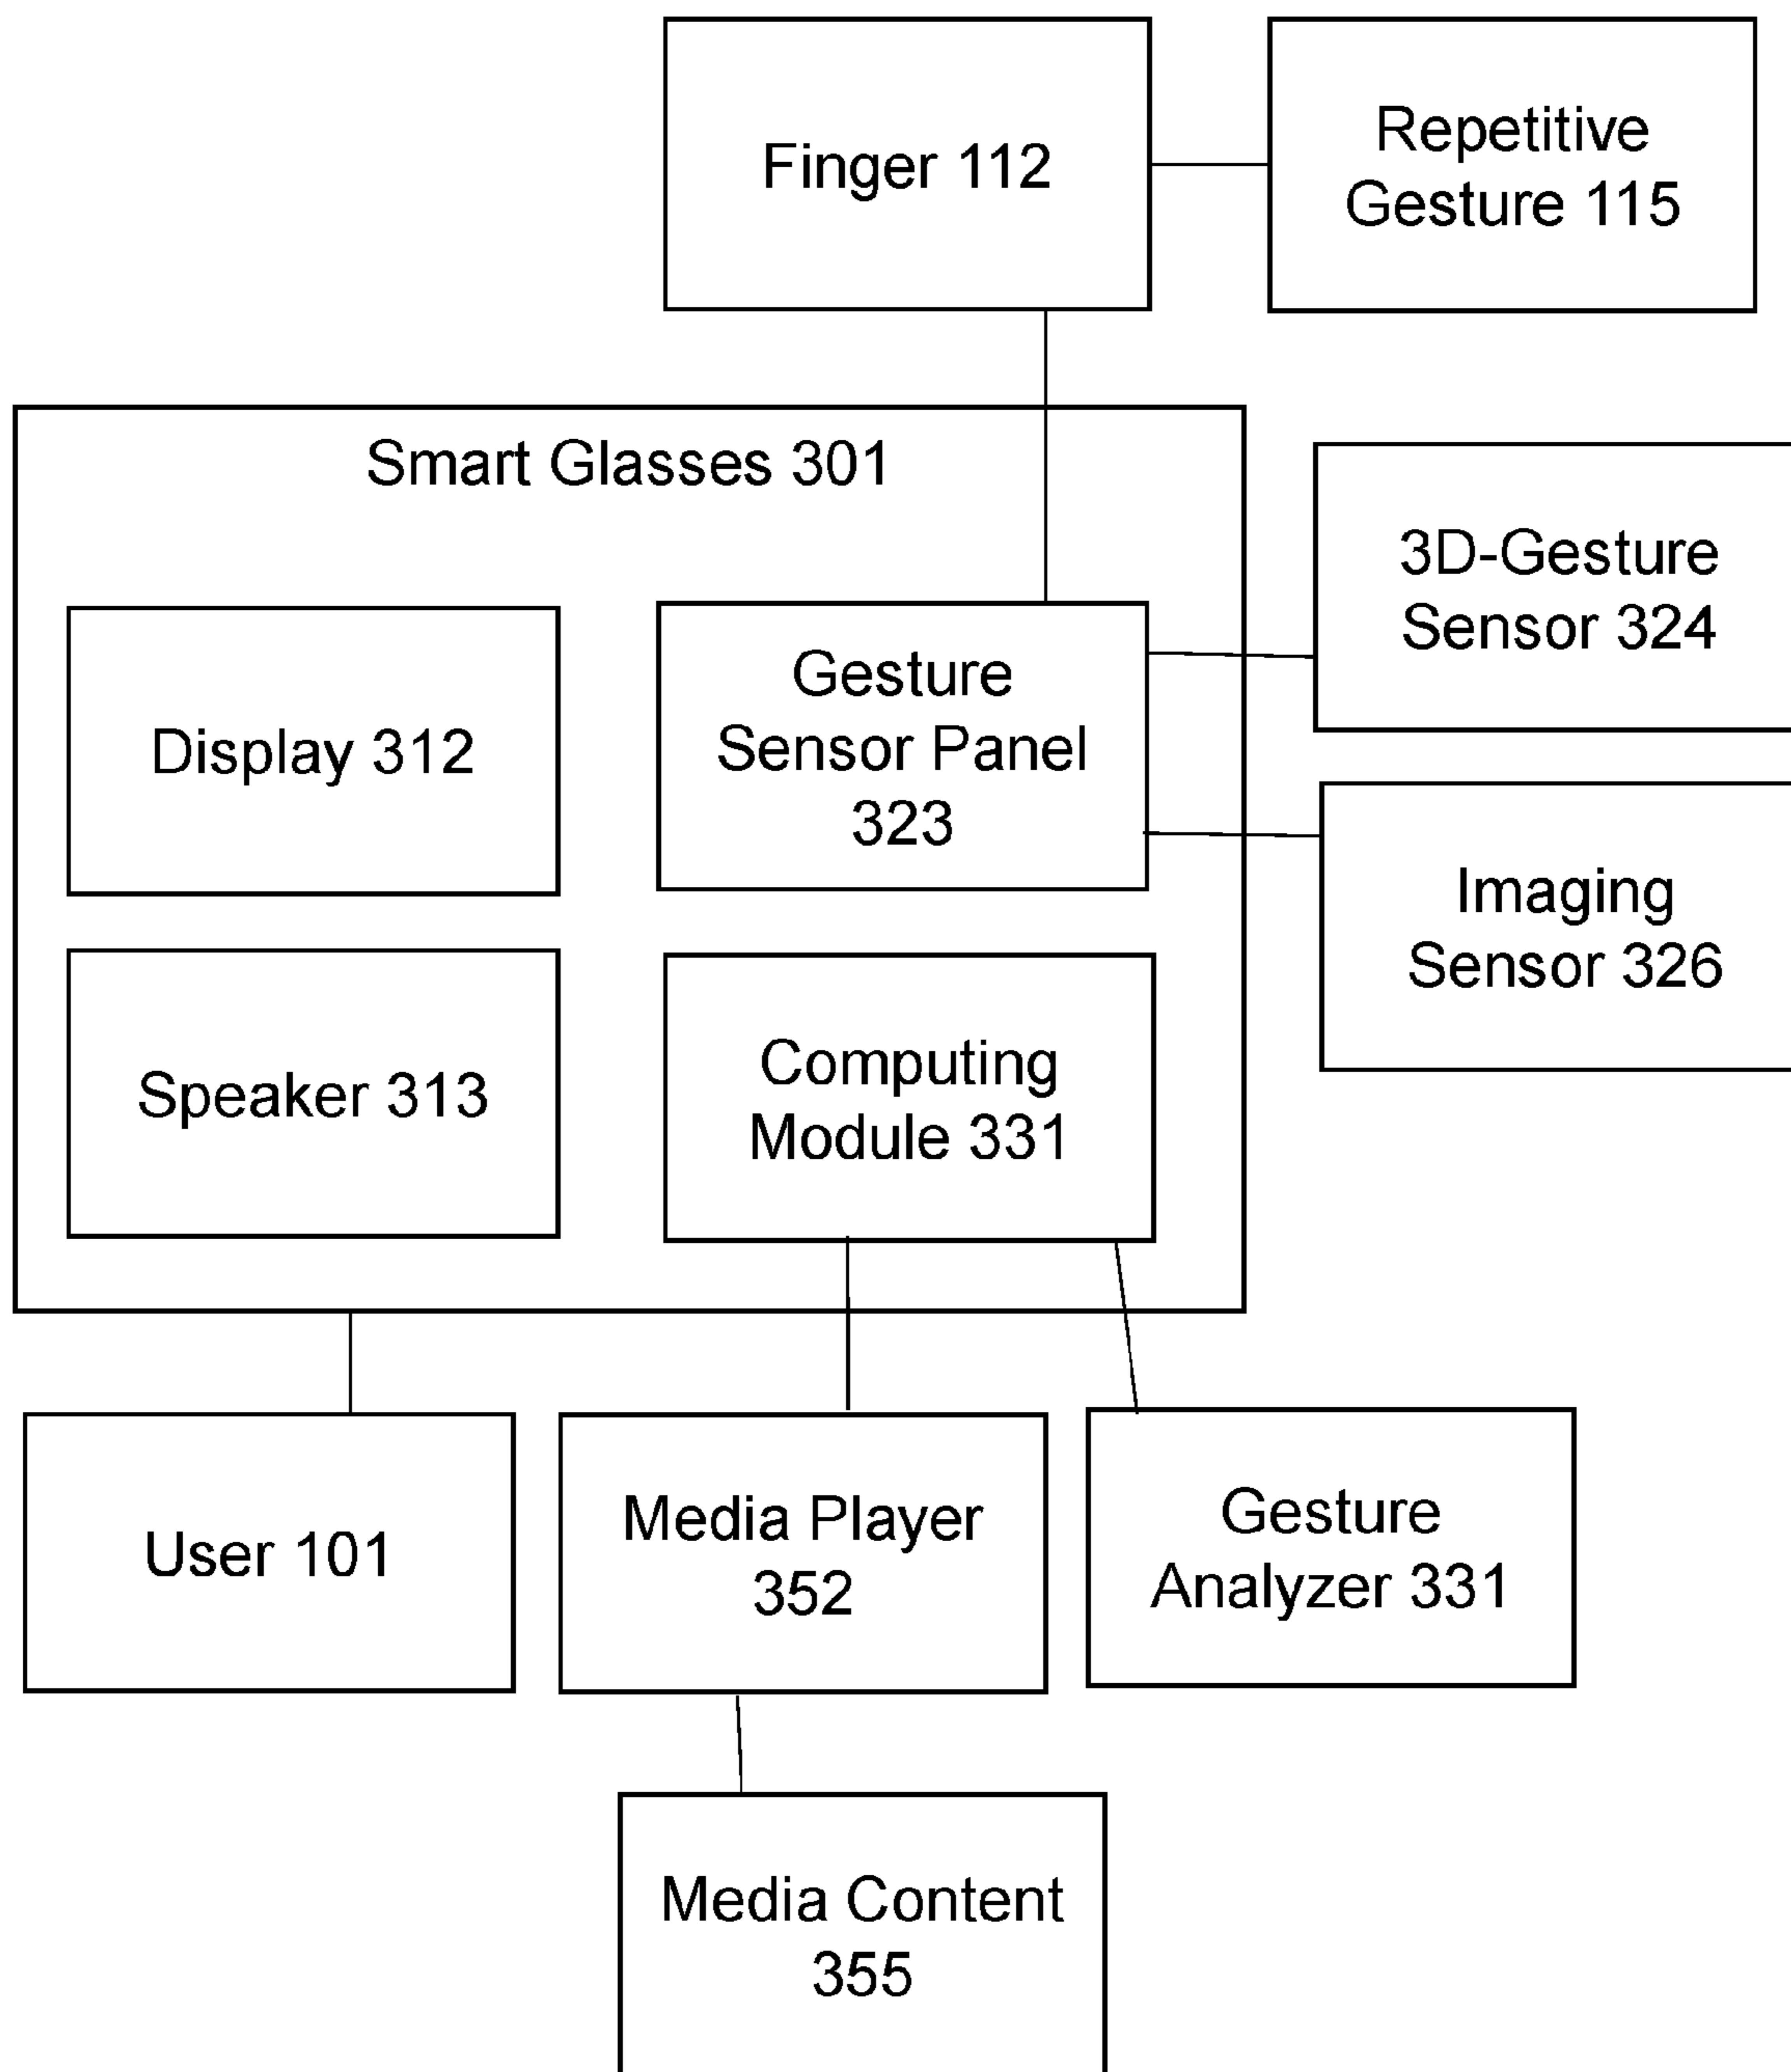 Finger 112
Repetitive
Gesture 115
Smart Glasses 301
3D-Gesture
Sensor 324
Display 312
Gesture
Sensor Panel
323
Imaging
Sensor 326
Speaker 313
Computing
Module 331
User 101
Media Player
352
Gesture
Analyzer 331
Media Content
355